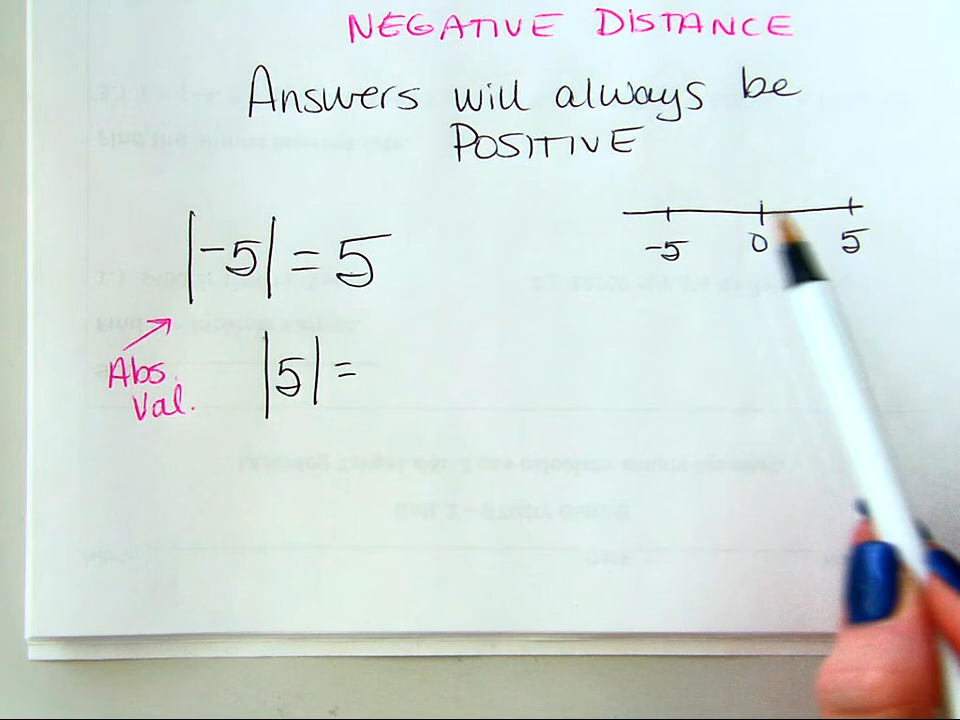 NEGATIVE DISTANCE
Answers will always be
POSITIVE
|-5| = 5
-5 0 5
Abs.
Val.
|5| =